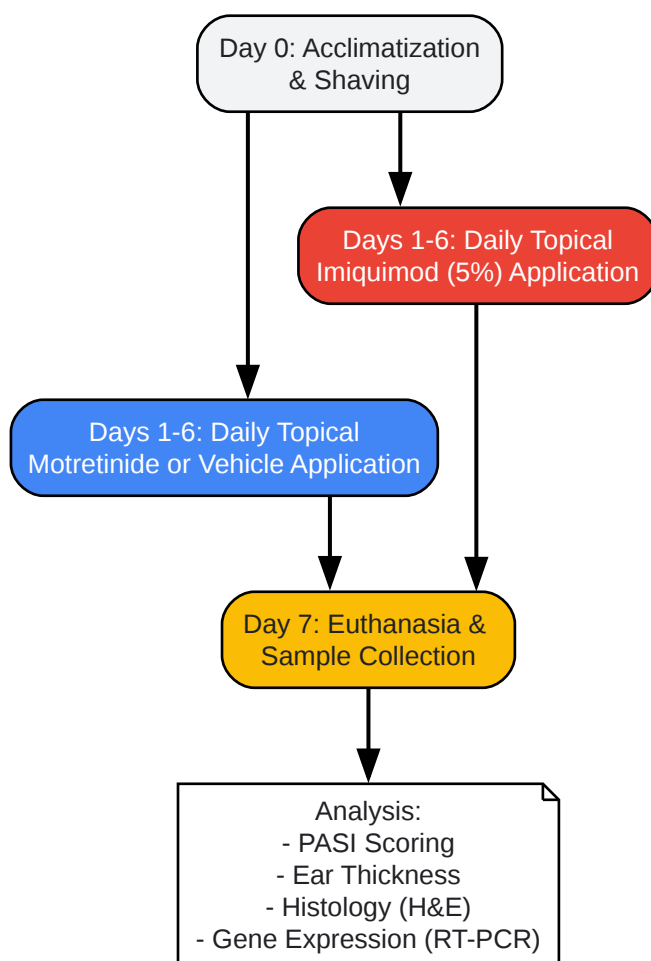 Day 0: Acclimatization
& Shaving
Days 1-6: Daily Topical
Imiquimod (5%) Application
Days 1-6: Daily Topical
Motretinide or Vehicle Application
Day 7: Euthanasia &
Sample Collection
Analysis:
- PASI Scoring
- Ear Thickness
- Histology (H&E)
- Gene Expression (RT-PCR)